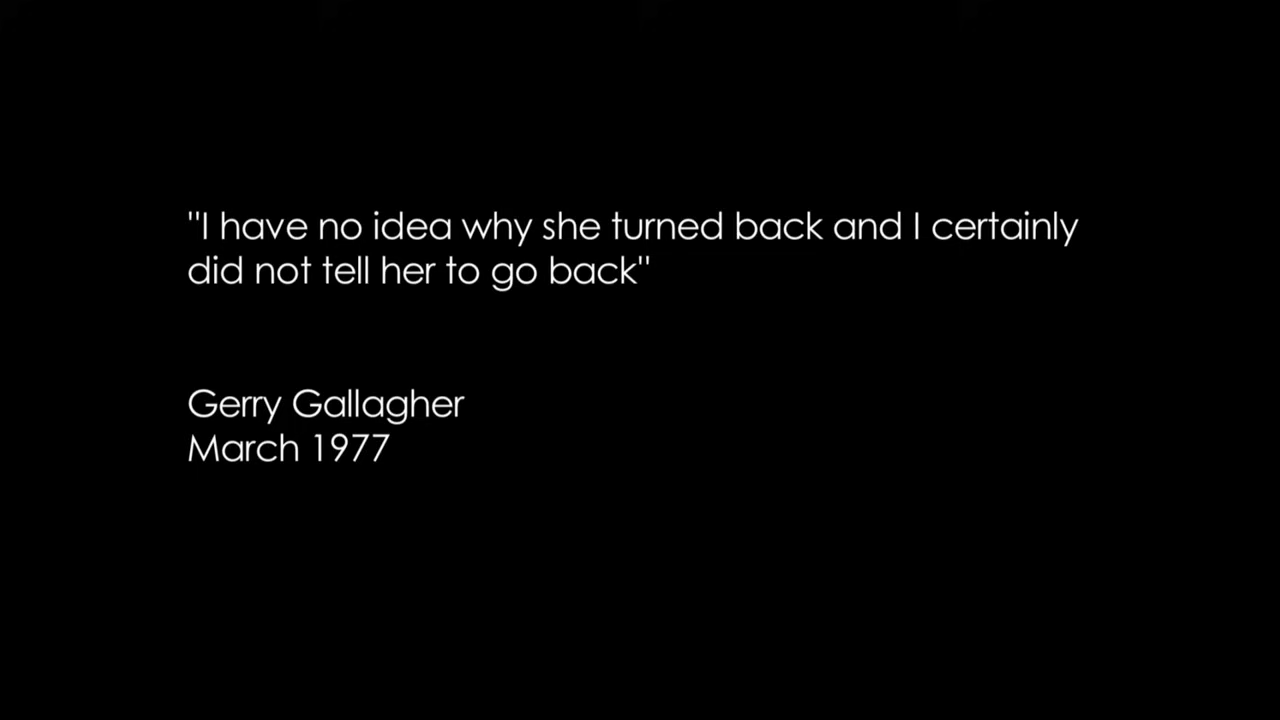 "I have no idea why she turned back and I certainly
did not tell her to go back"
Gerry Gallagher
March 1977